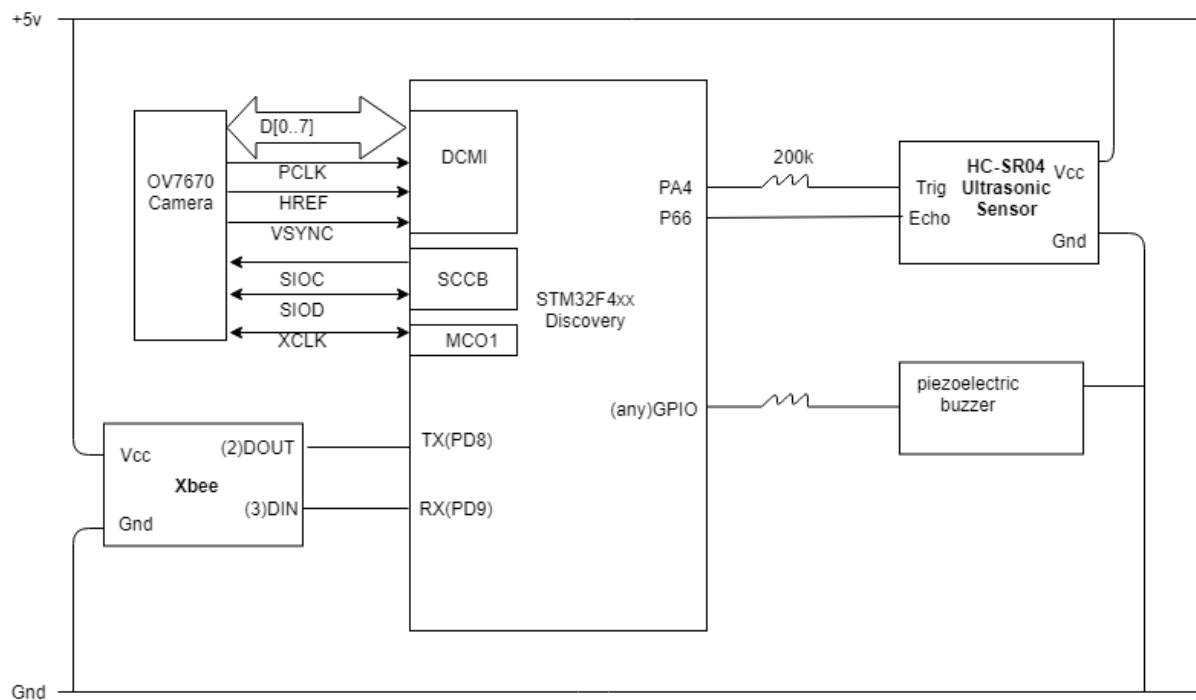 +5v
D[0..7]
DCMI
OV7670
Camera
PCLK
HREF
VSYNC
SIOC
SCCB
SIOD
XCLK
MCO1
STM32F4xx
Discovery
200k
PA4
P66
HC-SR04
Ultrasonic
Sensor
Vcc
Trig
Echo
Gnd
(any)GPIO
piezoelectric
buzzer
Vcc
(2)DOUT
Xbee
(3)DIN
Gnd
TX(PD8)
RX(PD9)
Gnd